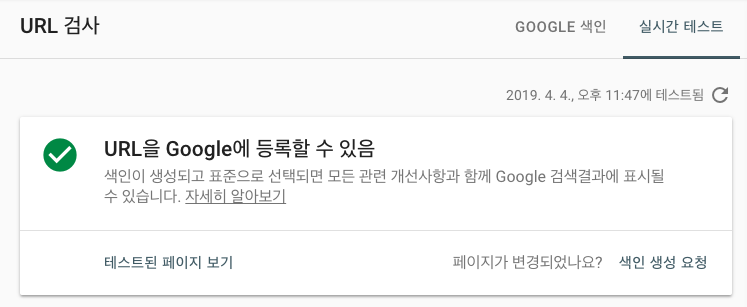 URL 검사
GOOGLE 색인
실시간 테스트
2019. 4. 4., 오후 11:47에 테스트됨
URL을 Google에 등록할 수 있음
색인이 생성되고 표준으로 선택되면 모든 관련 개선사항과 함께 Google 검색결과에 표시될
수 있습니다. 자세히 알아보기
테스트된 페이지 보기
페이지가 변경되었나요?
색인 생성 요청